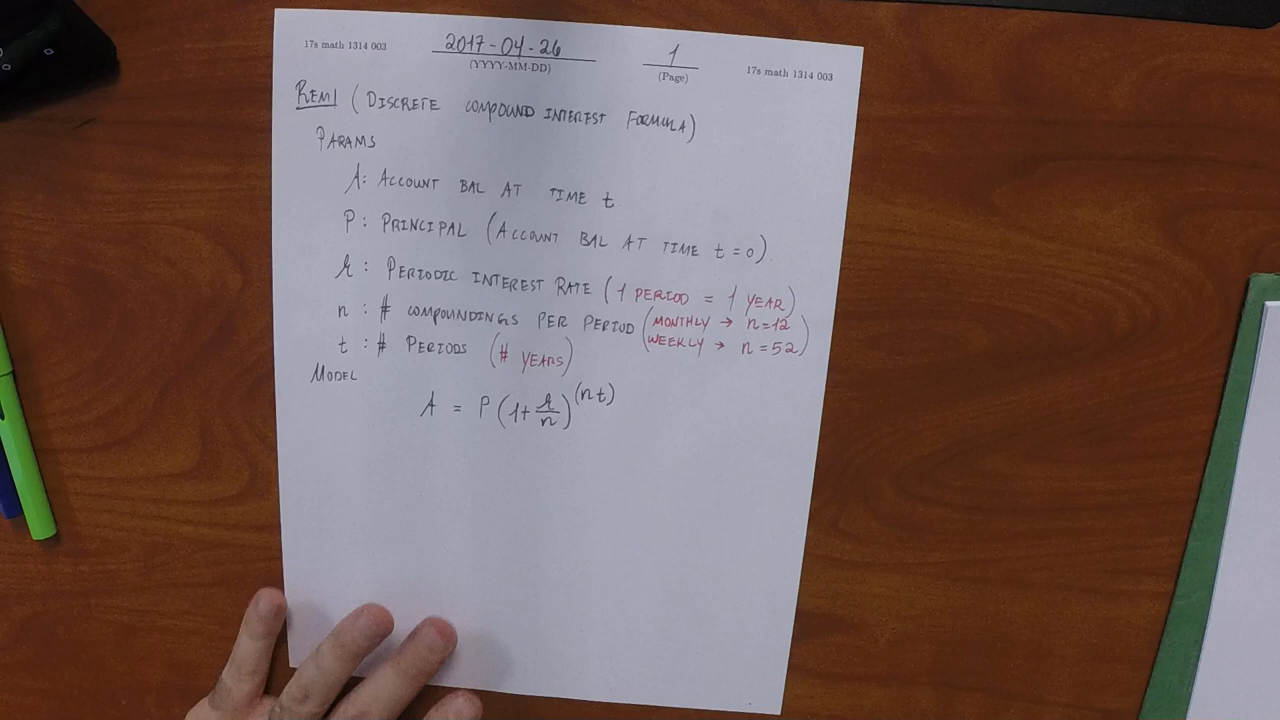 17s math 1314 003 2017-04-26 1 17s math 1314 003
(YYYY-MM-DD) (Page)
REM1 (DISCRETE COMPOUND INTEREST FORMULA)
PARAMS
A: ACCOUNT BAL AT TIME t
P: PRINCIPAL (ACCOUNT BAL AT TIME t=0).
r: PERIODIC INTEREST RATE (1 PERIOD = 1 YEAR)
n: # COMPOUNDINGS PER PERIOD (MONTHLY → n=12
WEEKLY → n=52)
t: # PERIODS (# YEARS)
MODEL
A = P(1+r/n)^(nt)